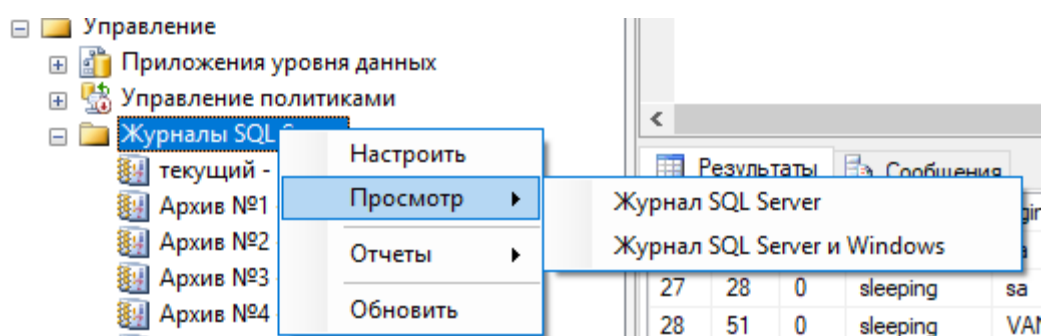 Управление
Приложения уровня данных
Управление политиками
Журналы SQL
текущий -
Архив №1
Архив №2
Архив №3
Архив №4
Настроить
Просмотр
Отчеты
Обновить
Журнал SQL Server
Журнал SQL Server и Windows
Результаты Сообщения
27 28 0 sleeping sa
28 51 0 sleeping